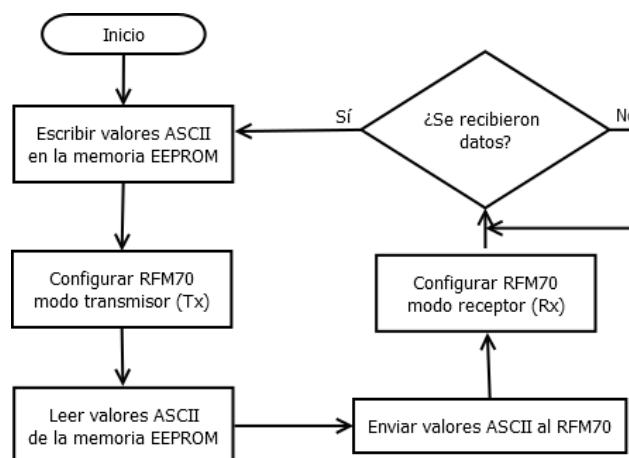 Inicio
Escribir valores ASCII
en la memoria EEPROM
Configurar RFM70
modo transmisor (Tx)
Leer valores ASCII
de la memoria EEPROM
Enviar valores ASCII al RFM70
Configurar RFM70
modo receptor (Rx)
¿Se recibieron
datos?
Sí
No